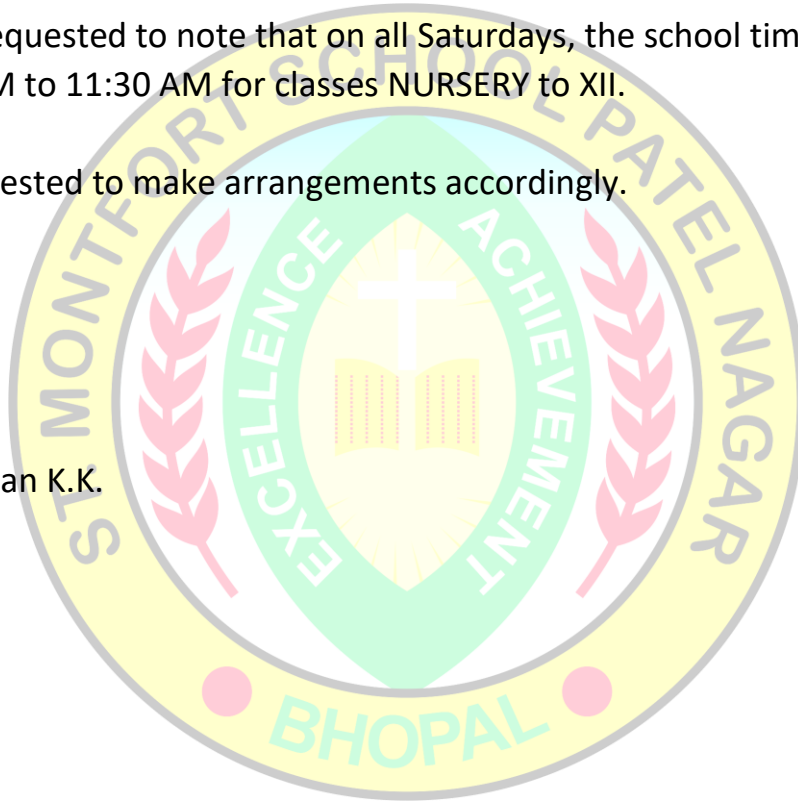 equested to note that on all Saturdays, the school tim
M to 11:30 AM for classes NURSERY to XII.
ested to make arrangements accordingly.
an K.K.
ST MONTFORT SCHOOL PATEL NAGAR
EXCELLENCE
ACHIEVEMENT
BHOPAL